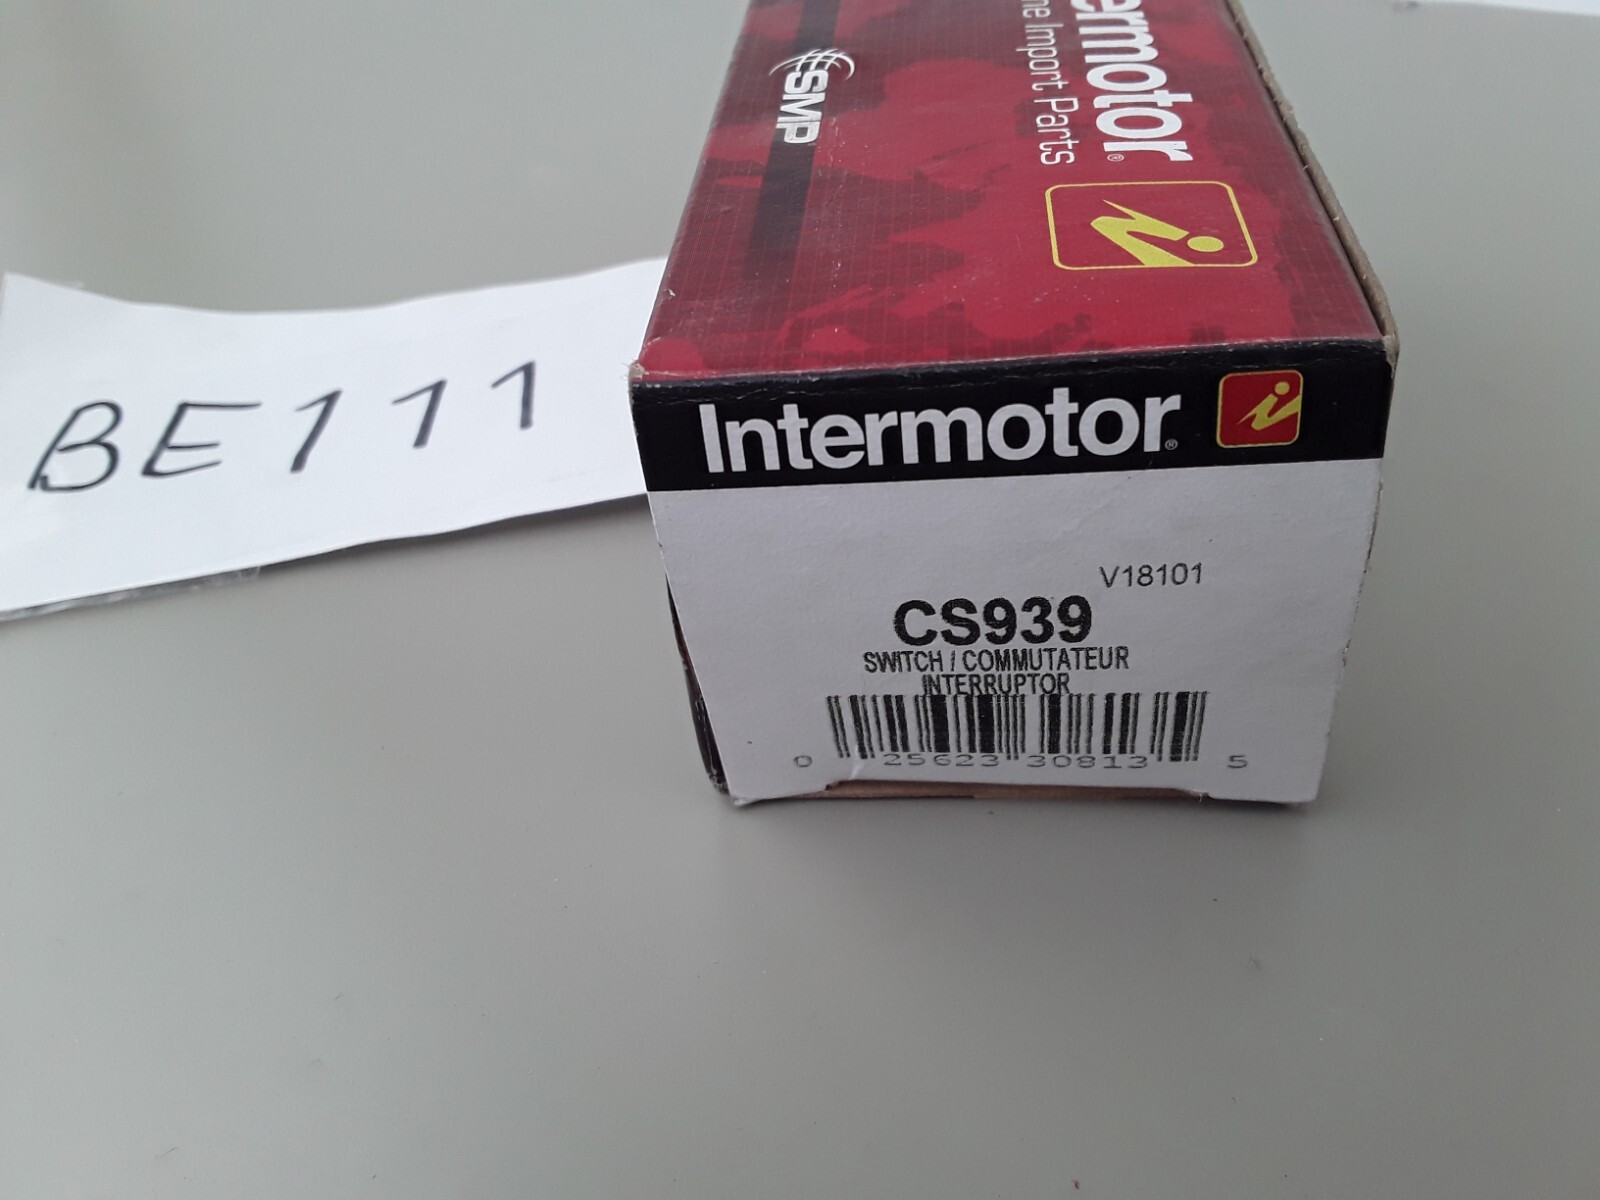 ermotor®
ne Import Parts
SMP
BE111
Intermotor®
V18101
CS939
SWITCH / COMMUTATEUR
INTERRUPTOR
0 25623 30813 5